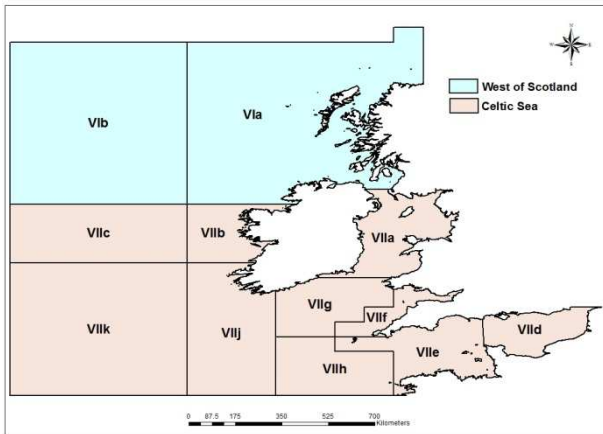 N
West of Scotland
Celtic Sea
VIb
VIa
VIIc
VIIb
VIIa
VIIk
VIIj
VIIg
VIIf
VIId
VIIe
VIIh
0 87.5 175 350 525 700
Kilometers